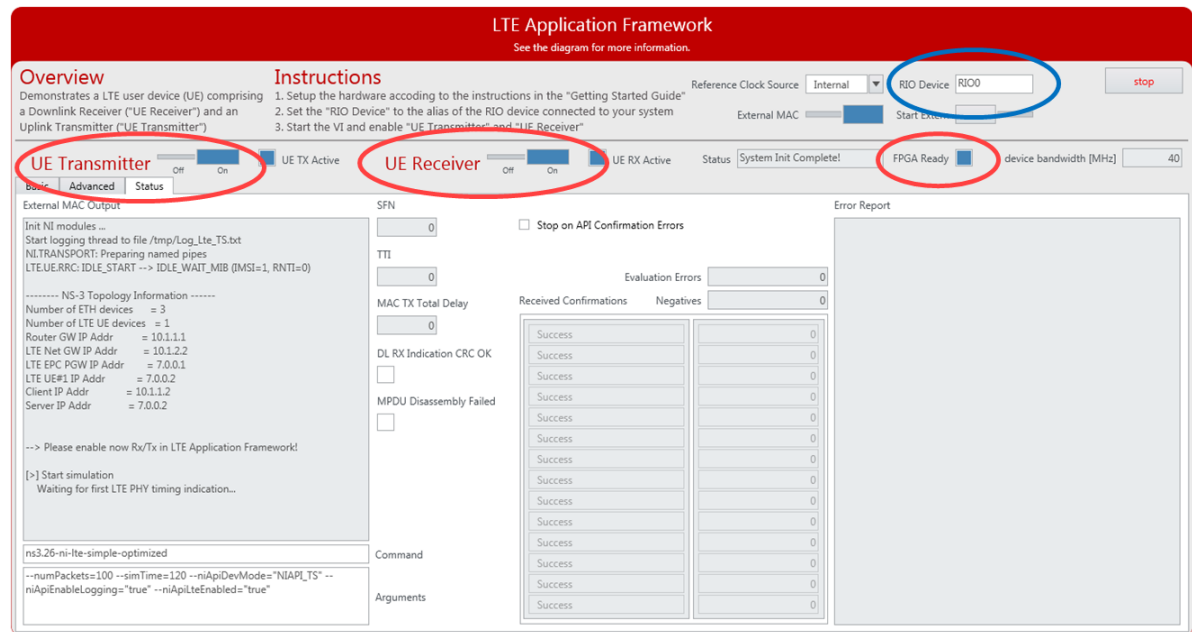 LTE Application Framework
See the diagram for more information.
Overview
Demonstrates a LTE user device (UE) comprising
a Downlink Receiver ("UE Receiver") and an
Uplink Transmitter ("UE Transmitter")
Instructions
1. Setup the hardware accoding to the instructions in the "Getting Started Guide"
2. Set the "RIO Device" to the alias of the RIO device connected to your system
3. Start the VI and enable "UE Transmitter" and "UE Receiver"
Reference Clock Source Internal
RIO Device RIO0
stop
External MAC
Start Extern
UE Transmitter Off On
UE TX Active
UE Receiver Off On
UE RX Active
Status System Init Complete!
FPGA Ready
device bandwidth [MHz] 40
Basic Advanced Status
External MAC Output
Init NI modules ...
Start logging thread to file /tmp/Log_Lte_TS.txt
NI.TRANSPORT: Preparing named pipes
LTE.UE.RRC: IDLE_START --> IDLE_WAIT_MIB (IMSI=1, RNTI=0)
-------- NS-3 Topology Information ------
Number of ETH devices = 3
Number of LTE UE devices = 1
Router GW IP Addr = 10.1.1.1
LTE Net GW IP Addr = 10.1.2.2
LTE EPC PGW IP Addr = 7.0.0.1
LTE UE#1 IP Addr = 7.0.0.2
Client IP Addr = 10.1.1.2
Server IP Addr = 7.0.0.2
--> Please enable now Rx/Tx in LTE Application Framework!
[>] Start simulation
Waiting for first LTE PHY timing indication...
ns3.26-ni-lte-simple-optimized
Command
--numPackets=100 --simTime=120 --niApiDevMode="NIAPI_TS" --
niApiEnableLogging="true" --niApiLteEnabled="true"
Arguments
SFN
0
TTI
0
MAC TX Total Delay
0
DL RX Indication CRC OK
MPDU Disassembly Failed
Stop on API Confirmation Errors
Evaluation Errors 0
Received Confirmations Negatives 0
Success 0
Success 0
Success 0
Success 0
Success 0
Success 0
Success 0
Success 0
Success 0
Success 0
Success 0
Success 0
Success 0
Success 0
Error Report